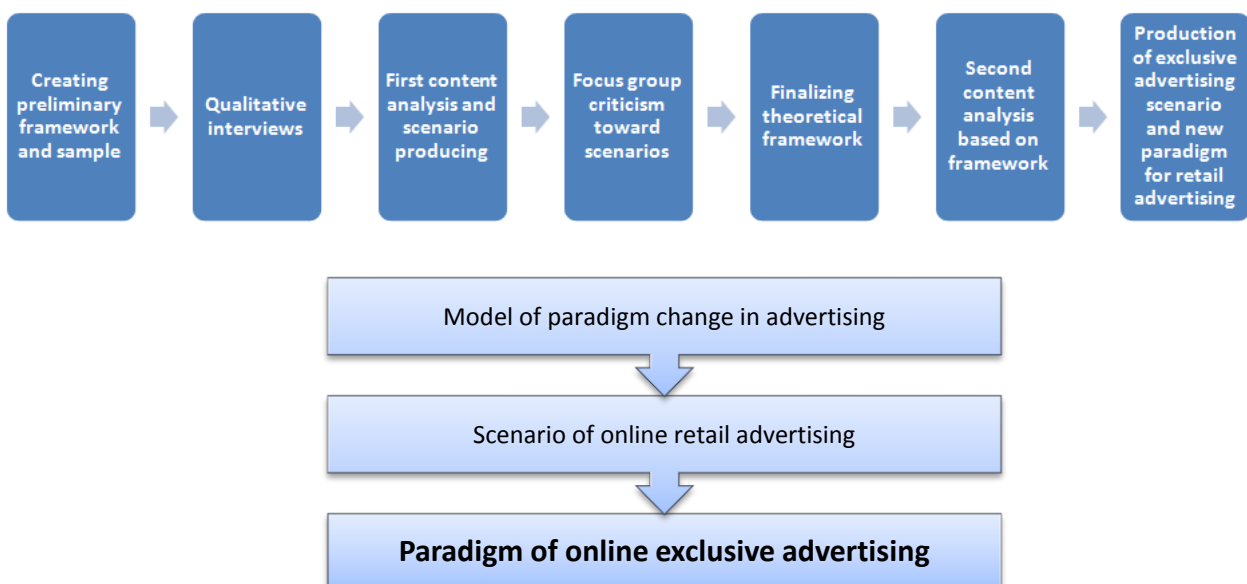 Creating
preliminary
framework
and sample
Qualitative
interviews
First content
analysis and
scenario
producing
Focus group
criticism
toward
scenarios
Finalizing
theoretical
framework
Second
content
analysis
based on
framework
Production
of exclusive
advertising
scenario
and new
paradigm
for retail
advertising
Model of paradigm change in advertising
Scenario of online retail advertising
Paradigm of online exclusive advertising